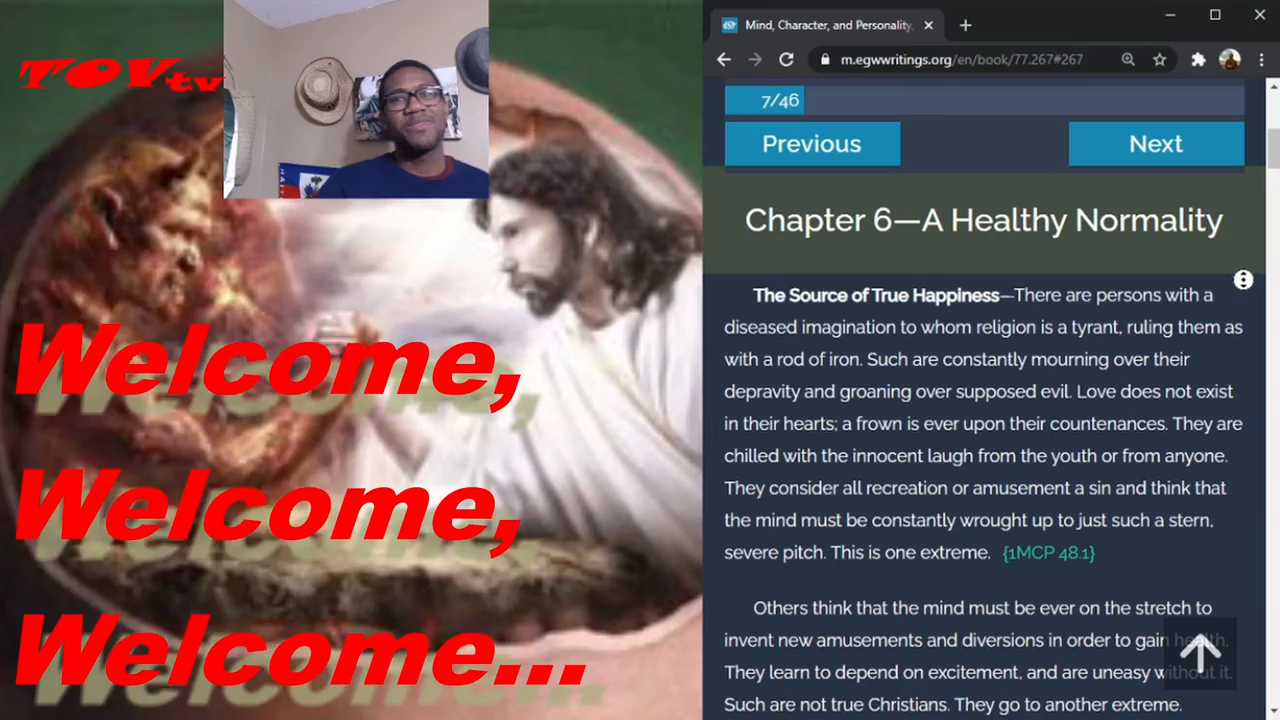 TOVtv
Welcome,
Welcome,
Welcome...
Mind, Character, and Personality,
m.egwwritings.org/en/book/77.267#267
7/46
Previous
Next
Chapter 6—A Healthy Normality
The Source of True Happiness—There are persons with a
diseased imagination to whom religion is a tyrant, ruling them as
with a rod of iron. Such are constantly mourning over their
depravity and groaning over supposed evil. Love does not exist
in their hearts; a frown is ever upon their countenances. They are
chilled with the innocent laugh from the youth or from anyone.
They consider all recreation or amusement a sin and think that
the mind must be constantly wrought up to just such a stern,
severe pitch. This is one extreme. {1MCP 48.1}
Others think that the mind must be ever on the stretch to
invent new amusements and diversions in order to gain health.
They learn to depend on excitement, and are uneasy without it.
Such are not true Christians. They go to another extreme.